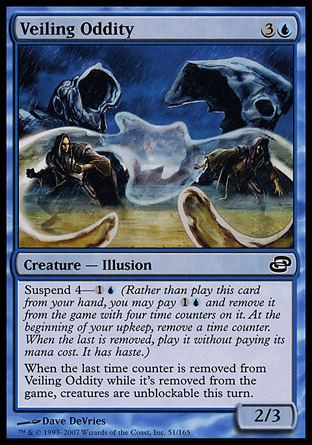 Veiling Oddity 3
Creature — Illusion
Suspend 4—1 (Rather than play this card
from your hand, you may pay 1 and remove it
from the game with four time counters on it. At the
beginning of your upkeep, remove a time counter.
When the last is removed, play it without paying its
mana cost. It has haste.)
When the last time counter is removed from
Veiling Oddity while it's removed from the
game, creatures are unblockable this turn.
Dave DeVries
2/3
™ & © 1993–2007 Wizards of the Coast, Inc. 51/165